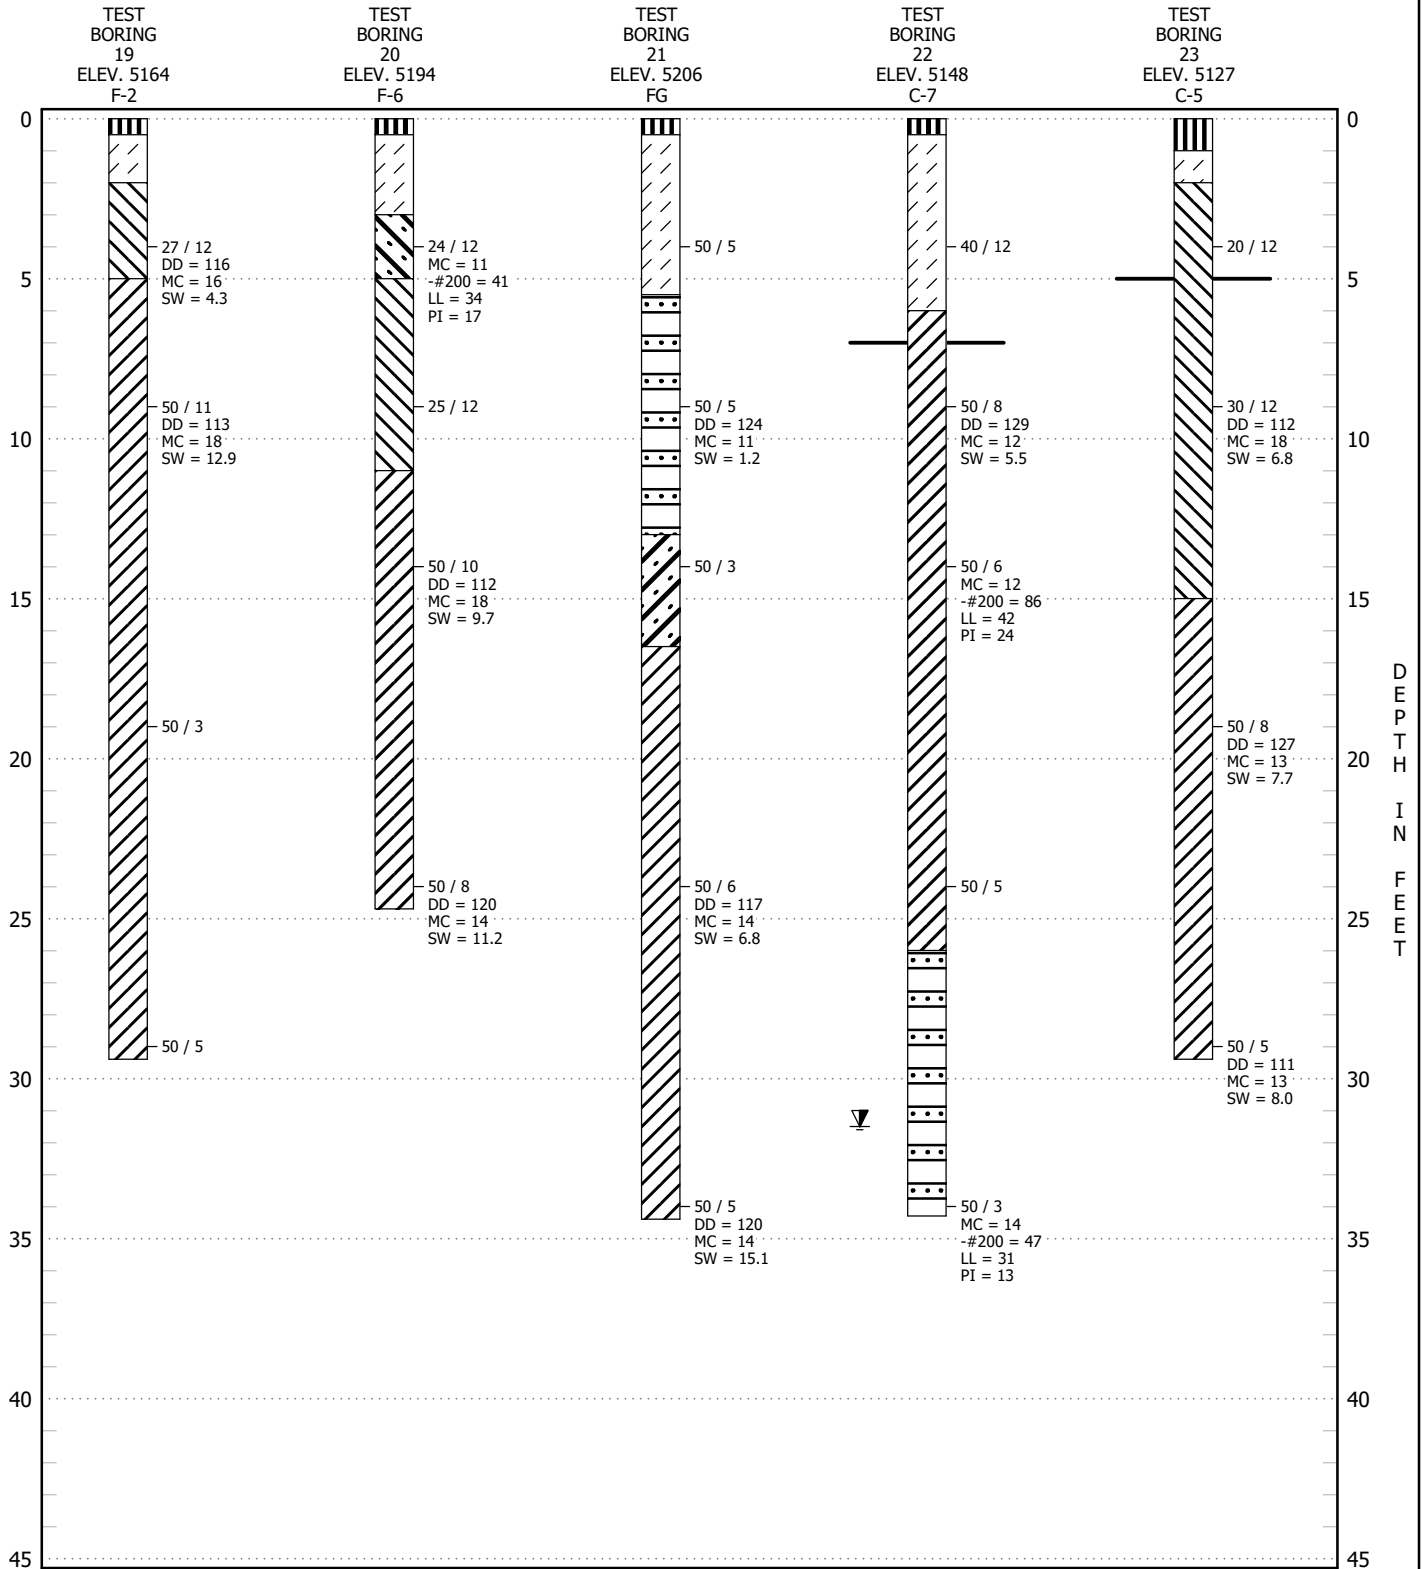 TEST
BORING
19
ELEV. 5164
F-2
TEST
BORING
20
ELEV. 5194
F-6
TEST
BORING
21
ELEV. 5206
FG
TEST
BORING
22
ELEV. 5148
C-7
TEST
BORING
23
ELEV. 5127
C-5
0
5
10
15
20
25
30
35
40
45
27 / 12
DD = 116
MC = 16
SW = 4.3
50 / 11
DD = 113
MC = 18
SW = 12.9
50 / 3
50 / 5
24 / 12
MC = 11
-#200 = 41
LL = 34
PI = 17
25 / 12
50 / 10
DD = 112
MC = 18
SW = 9.7
50 / 8
DD = 120
MC = 14
SW = 11.2
50 / 5
50 / 5
DD = 124
MC = 11
SW = 1.2
50 / 3
50 / 6
DD = 117
MC = 14
SW = 6.8
50 / 5
DD = 120
MC = 14
SW = 15.1
40 / 12
50 / 8
DD = 129
MC = 12
SW = 5.5
50 / 6
MC = 12
-#200 = 86
LL = 42
PI = 24
50 / 5
50 / 3
MC = 14
-#200 = 47
LL = 31
PI = 13
20 / 12
30 / 12
DD = 112
MC = 18
SW = 6.8
50 / 8
DD = 127
MC = 13
SW = 7.7
50 / 5
DD = 111
MC = 13
SW = 8.0
0
5
10
15
20
25
30
35
40
45
DEPTH IN FEET